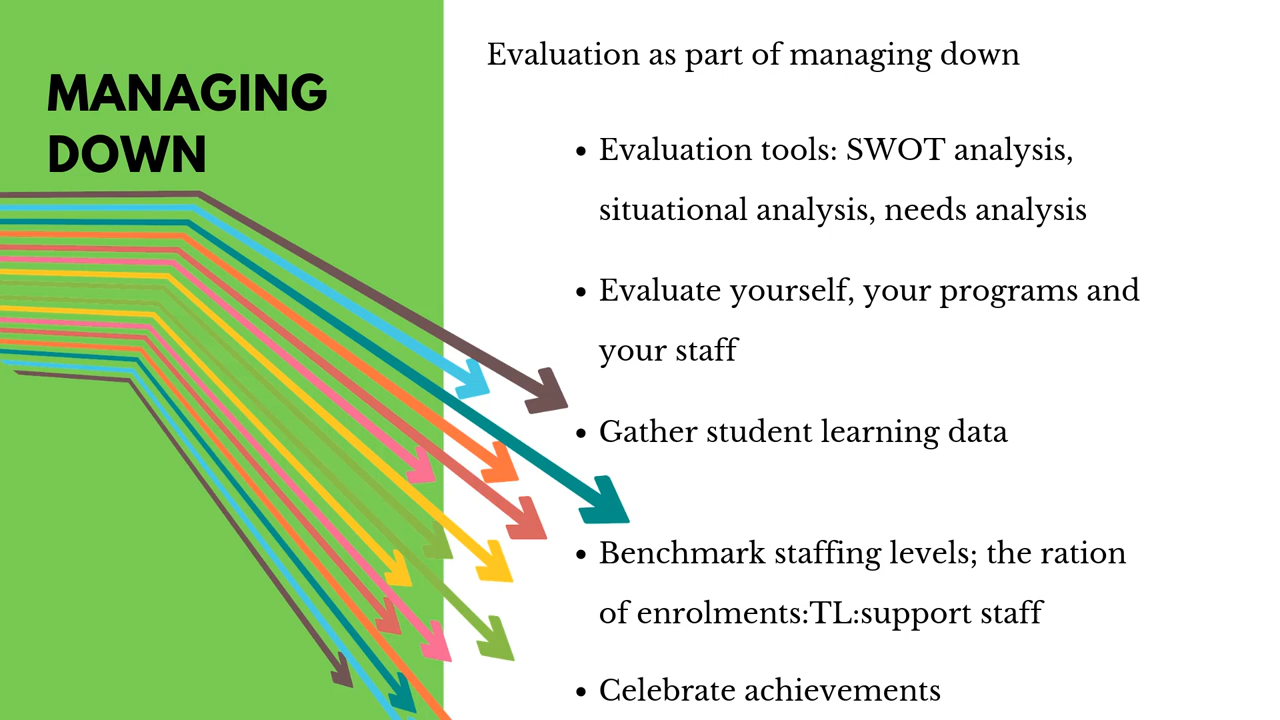 MANAGING
DOWN
Evaluation as part of managing down
• Evaluation tools: SWOT analysis,
situational analysis, needs analysis
• Evaluate yourself, your programs and
your staff
• Gather student learning data
• Benchmark staffing levels; the ration
of enrolments:TL:support staff
• Celebrate achievements